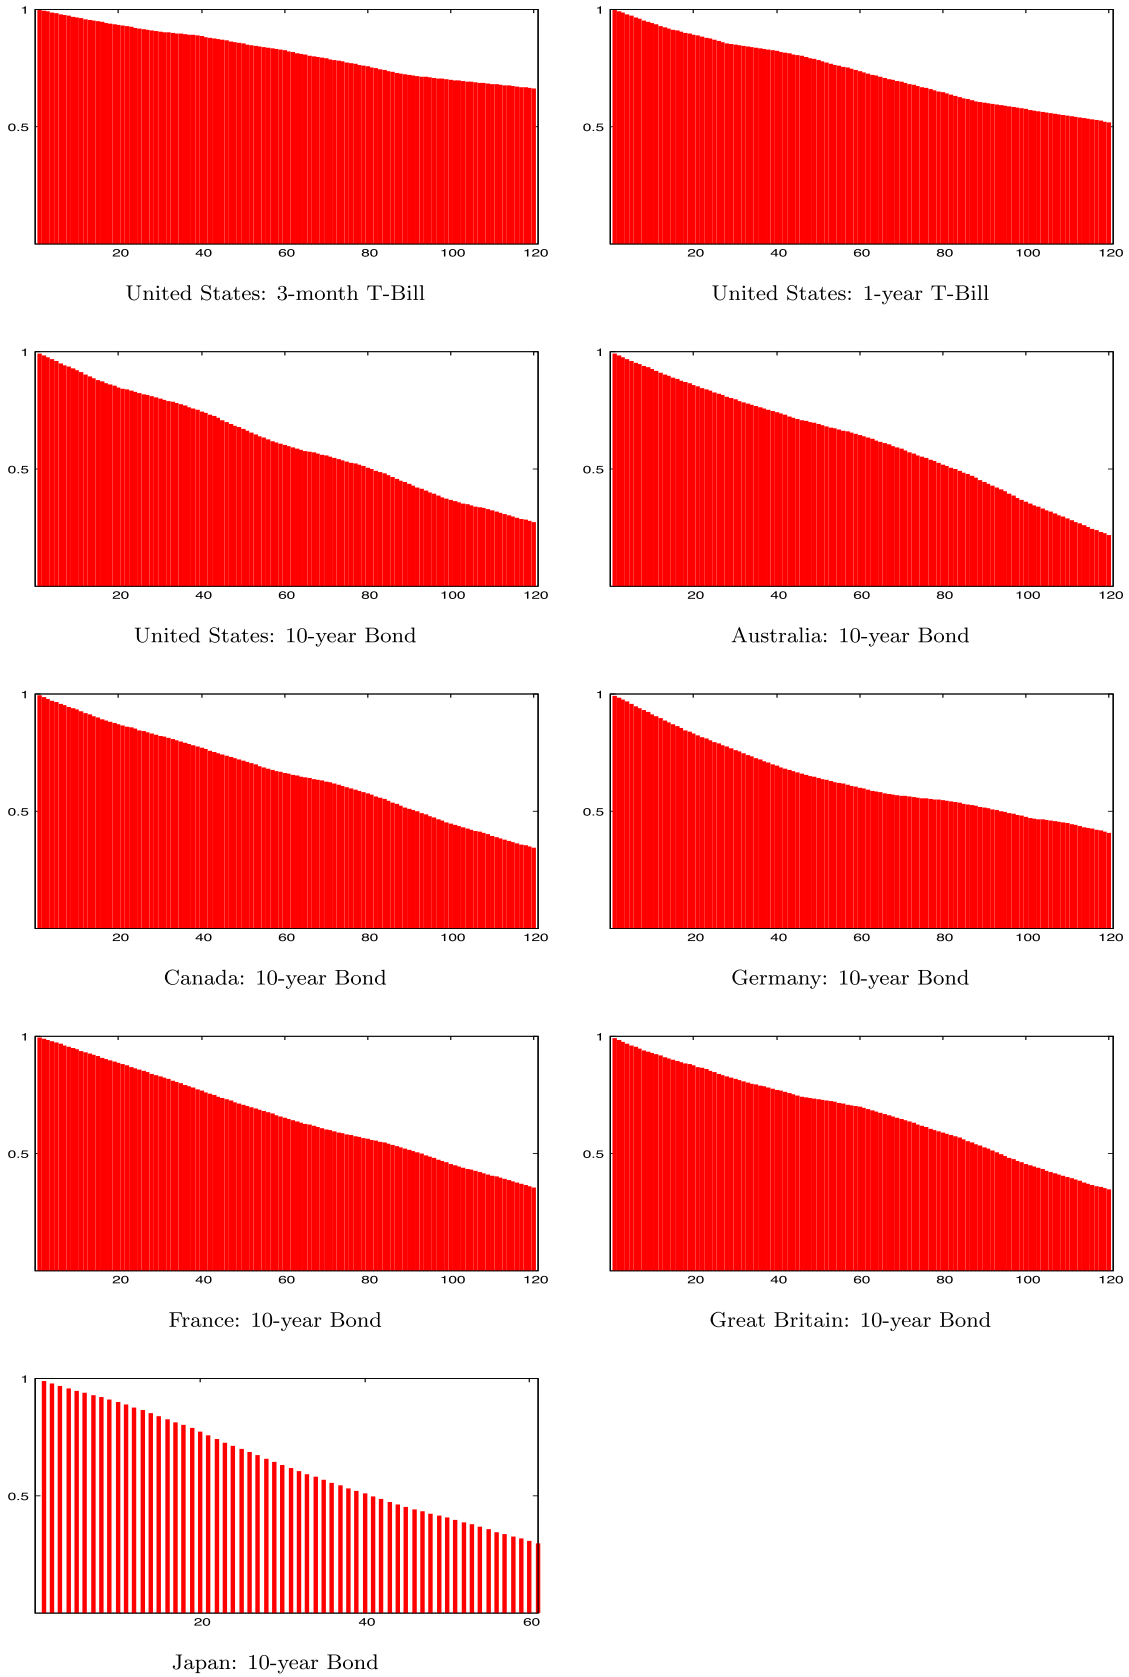 1 1
0.5 0.5
20 40 60 80 100 120 20 40 60 80 100 120
United States: 3-month T-Bill United States: 1-year T-Bill
1 1
0.5 0.5
20 40 60 80 100 120 20 40 60 80 100 120
United States: 10-year Bond Australia: 10-year Bond
1 1
0.5 0.5
20 40 60 80 100 120 20 40 60 80 100 120
Canada: 10-year Bond Germany: 10-year Bond
1 1
0.5 0.5
20 40 60 80 100 120 20 40 60 80 100 120
France: 10-year Bond Great Britain: 10-year Bond
1
0.5
20 40 60
Japan: 10-year Bond